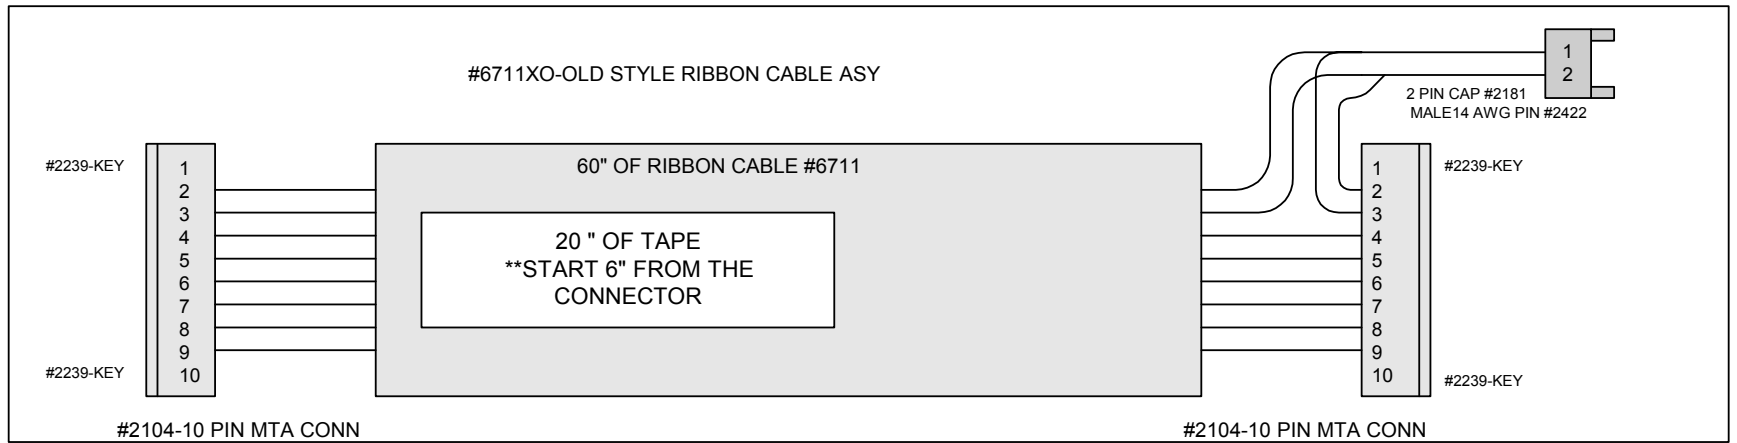 #6711XO-OLD STYLE RIBBON CABLE ASY
1
2
2 PIN CAP #2181
MALE14 AWG PIN #2422
#2239-KEY
1
2
3
4
5
6
7
8
9
10
#2239-KEY
#2104-10 PIN MTA CONN
60" OF RIBBON CABLE #6711
20 " OF TAPE
**START 6" FROM THE
CONNECTOR
1
2
3
4
5
6
7
8
9
10
#2239-KEY
#2239-KEY
#2104-10 PIN MTA CONN